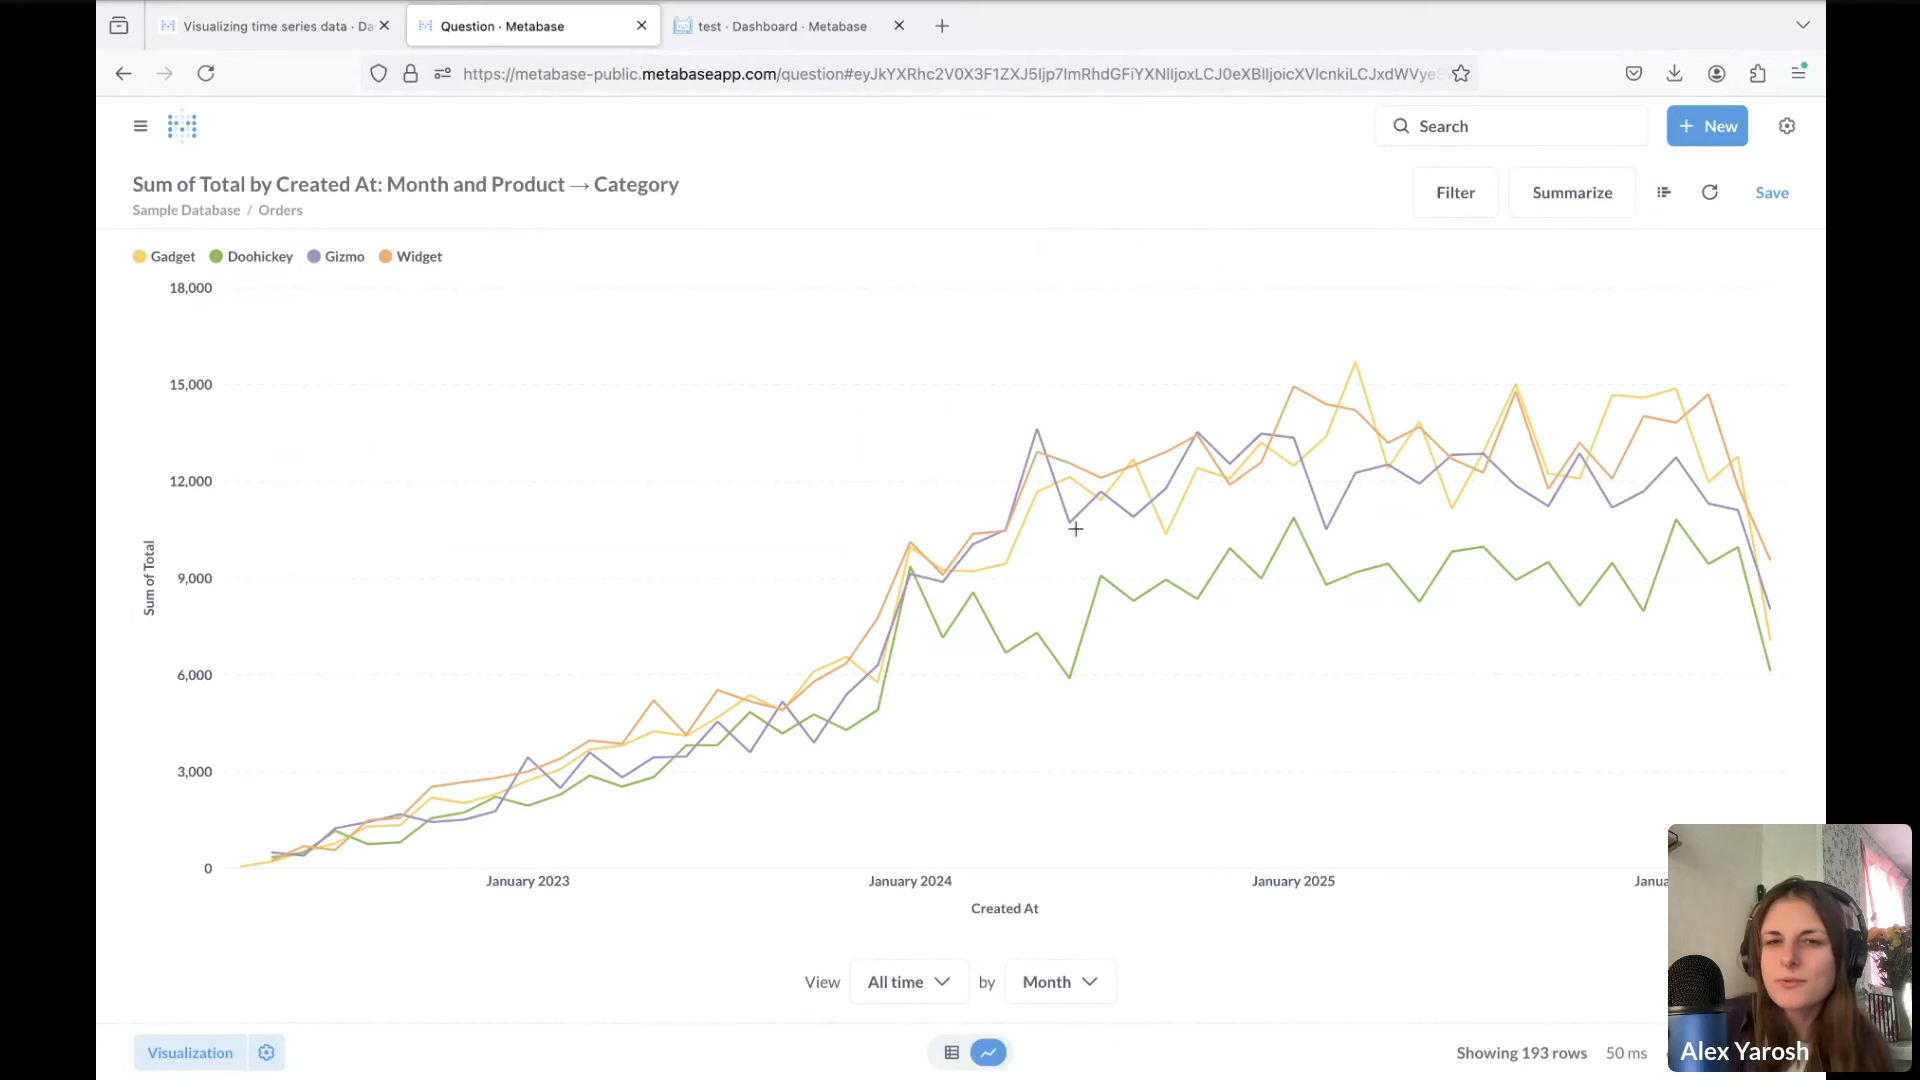 Visualizing time series data · Da
Question · Metabase
test · Dashboard · Metabase
https://metabase-public.metabaseapp.com/question#eyJkYXRhc2V0X3F1ZXJ5Ijp7ImRhdGFiYXNlIjoxLCJ0eXBlIjoicXVlcnkiLCJxdWVyeS
Search
+ New
Sum of Total by Created At: Month and Product → Category
Sample Database / Orders
Filter
Summarize
Save
Gadget Doohickey Gizmo Widget
18,000
15,000
12,000
9,000
6,000
3,000
0
Sum of Total
January 2023
January 2024
January 2025
Janua
Created At
View All time by Month
Visualization
Showing 193 rows 50 ms
Alex Yarosh